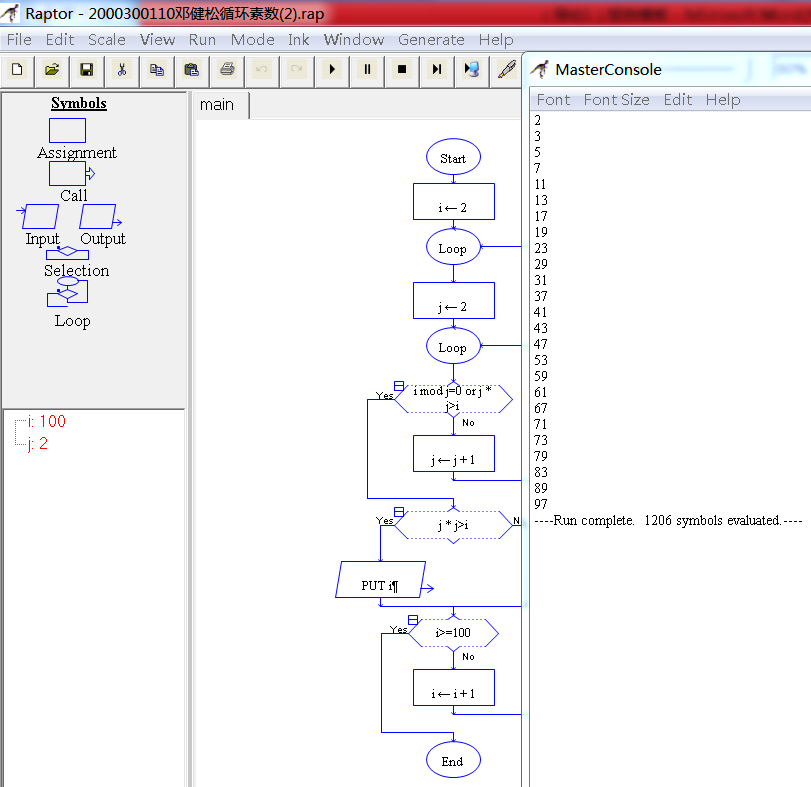 Raptor - 2000300110邓健松循环素数(2).rap
File Edit Scale View Run Mode Ink Window Generate Help
Symbols
Assignment
Call
Input Output
Selection
Loop
i: 100
j: 2
main
Start
i ← 2
Loop
j ← 2
Loop
Yes
i mod j=0 or j *
j>i
No
j ← j + 1
Yes
j * j>i
N
PUT i¶
Yes
i>=100
No
i ← i + 1
End
MasterConsole
Font Font Size Edit Help
2
3
5
7
11
13
17
19
23
29
31
37
41
43
47
53
59
61
67
71
73
79
83
89
97
----Run complete. 1206 symbols evaluated.----